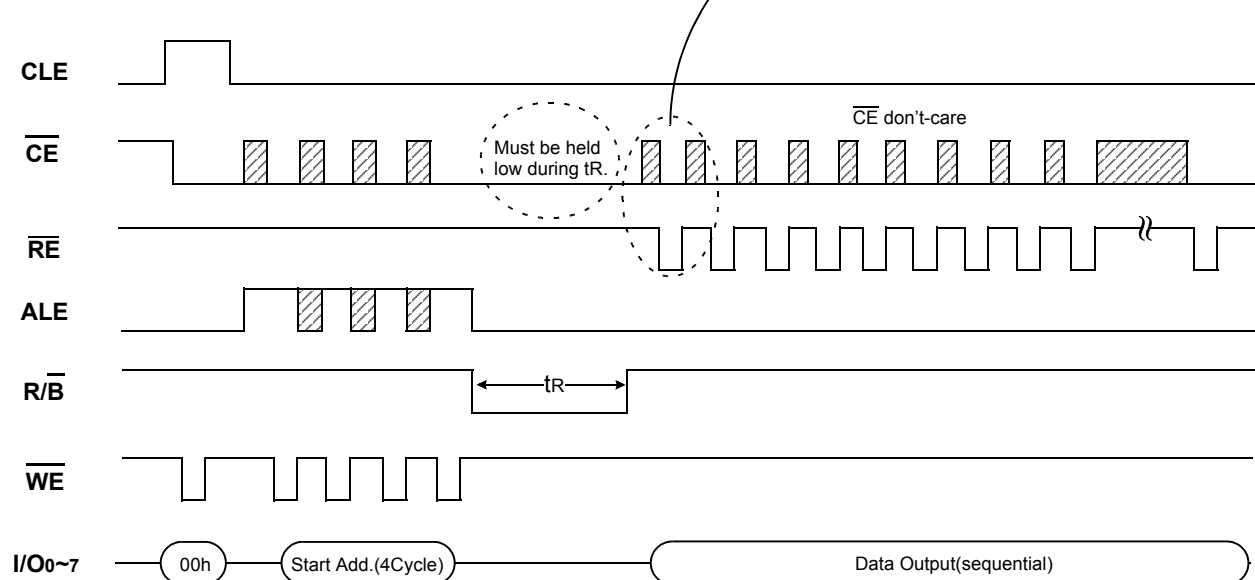 CLE
CE
CE don't-care
Must be held
low during tR.
RE
ALE
R/B
tR
WE
I/O0~7
00h
Start Add.(4Cycle)
Data Output(sequential)